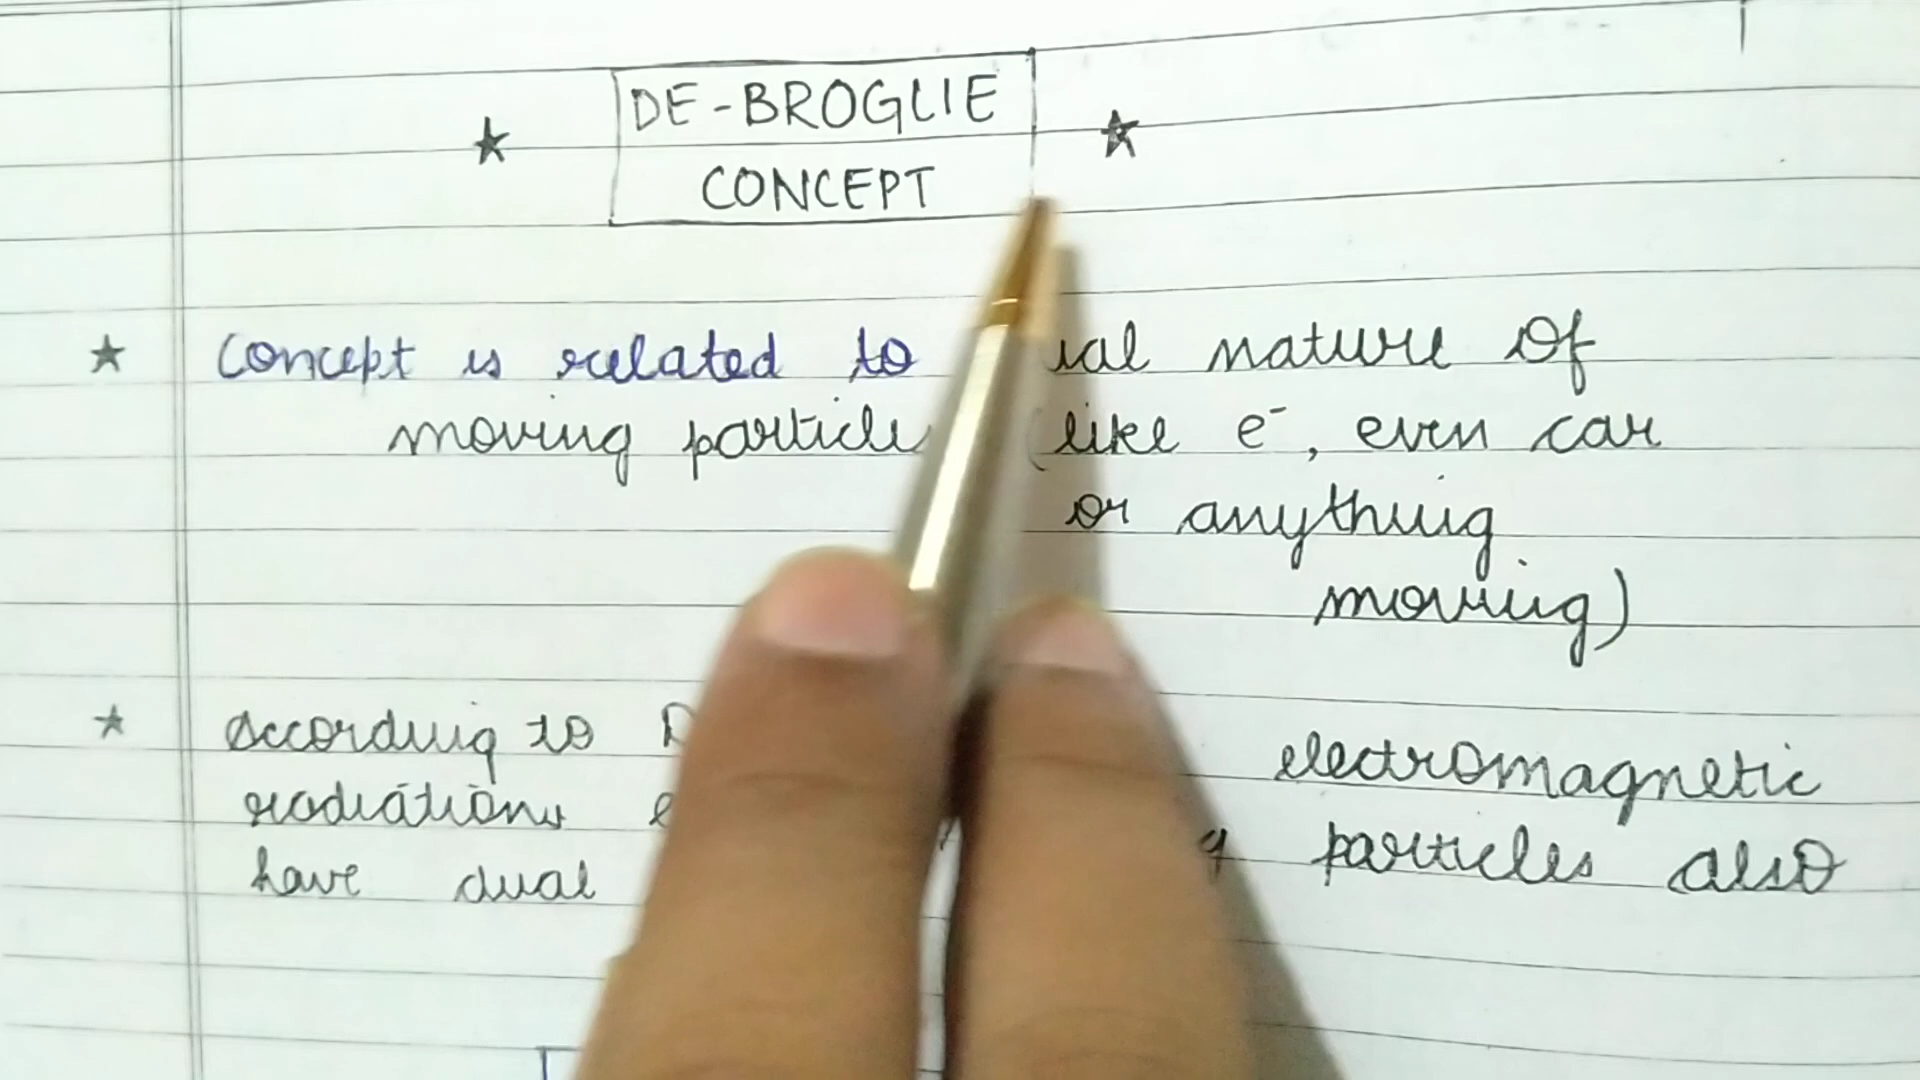 DE-BROGLIE
CONCEPT
Concept is related to nature of
moving particle (like e⁻, even car
or anything
moving)
According to electromagnetic
radiations particles also
have dual